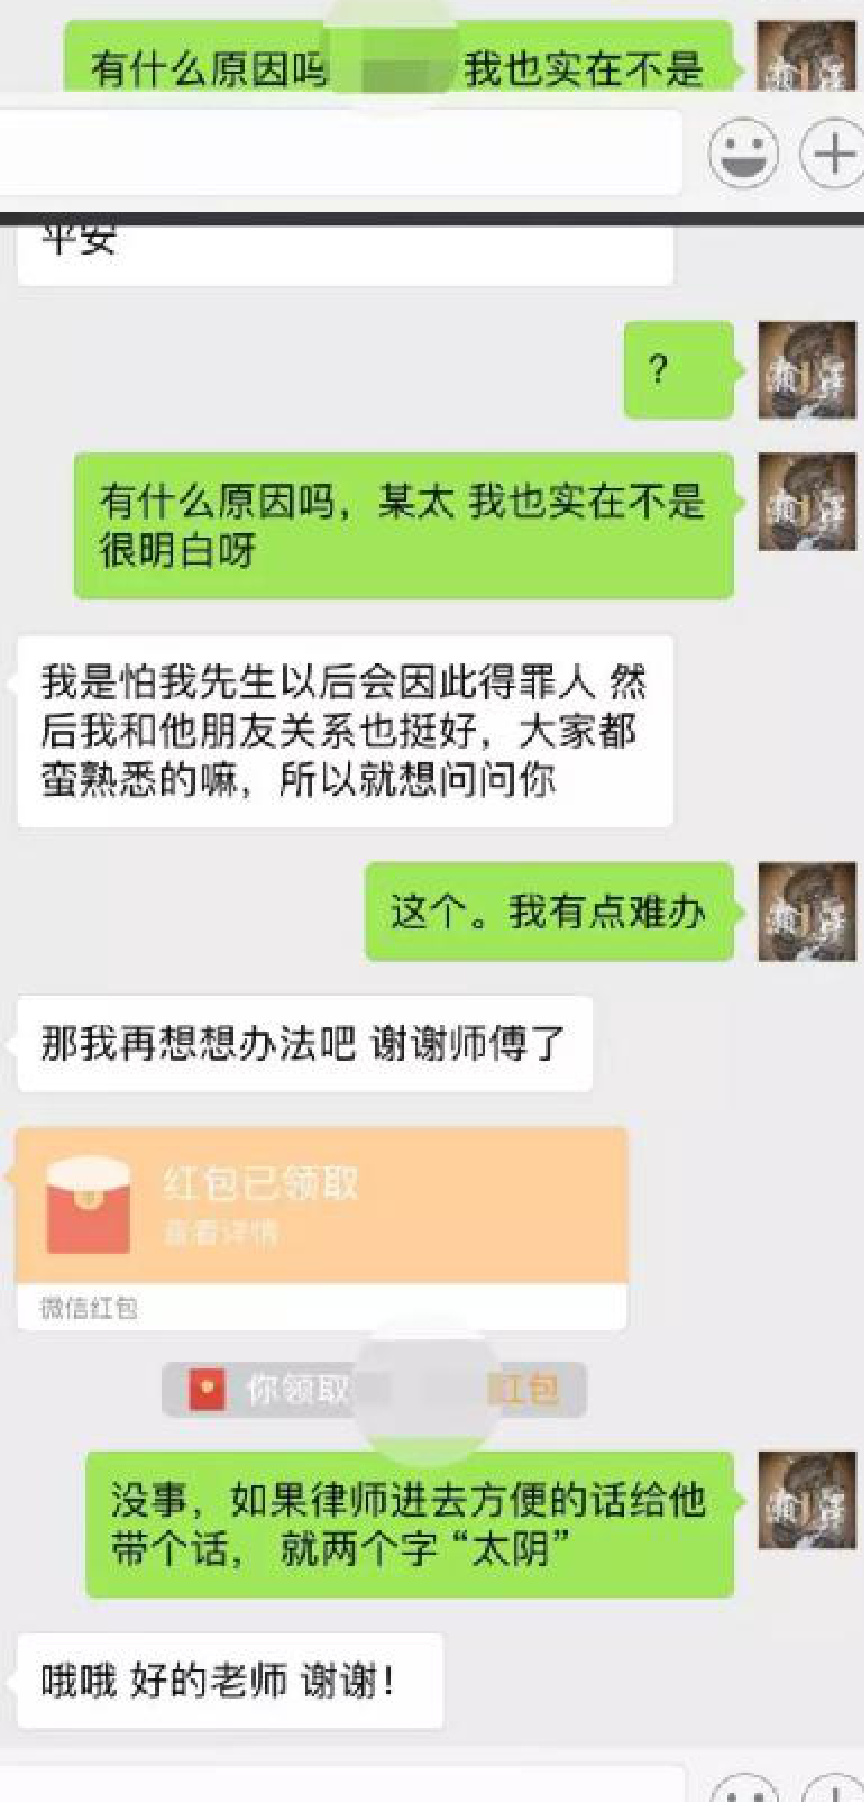 有什么原因吗 我也实在不是
平安
？
有什么原因吗，某太 我也实在不是
很明白呀
我是怕我先生以后会因此得罪人 然
后我和他朋友关系也挺好，大家都
蛮熟悉的嘛，所以就想问问你
这个。我有点难办
那我再想想办法吧 谢谢师傅了
红包已领取
查看详情
微信红包
你领取 红包
没事，如果律师进去方便的话给他
带个话， 就两个字“太阴”
哦哦 好的老师 谢谢！